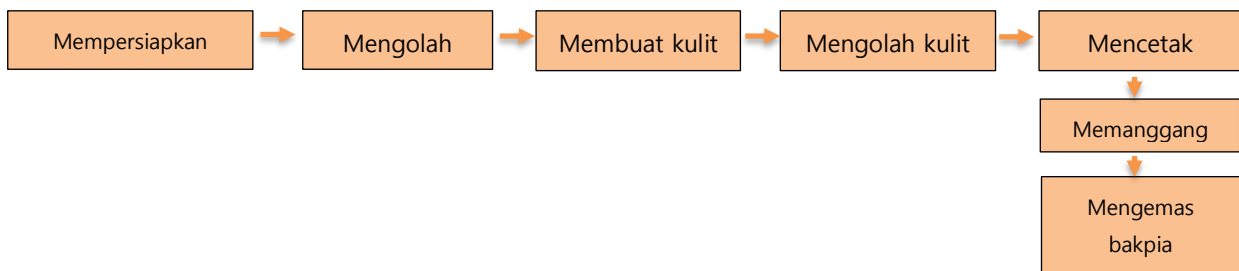 Mempersiapkan
Mengolah
Membuat kulit
Mengolah kulit
Mencetak
Memanggang
Mengemas
bakpia